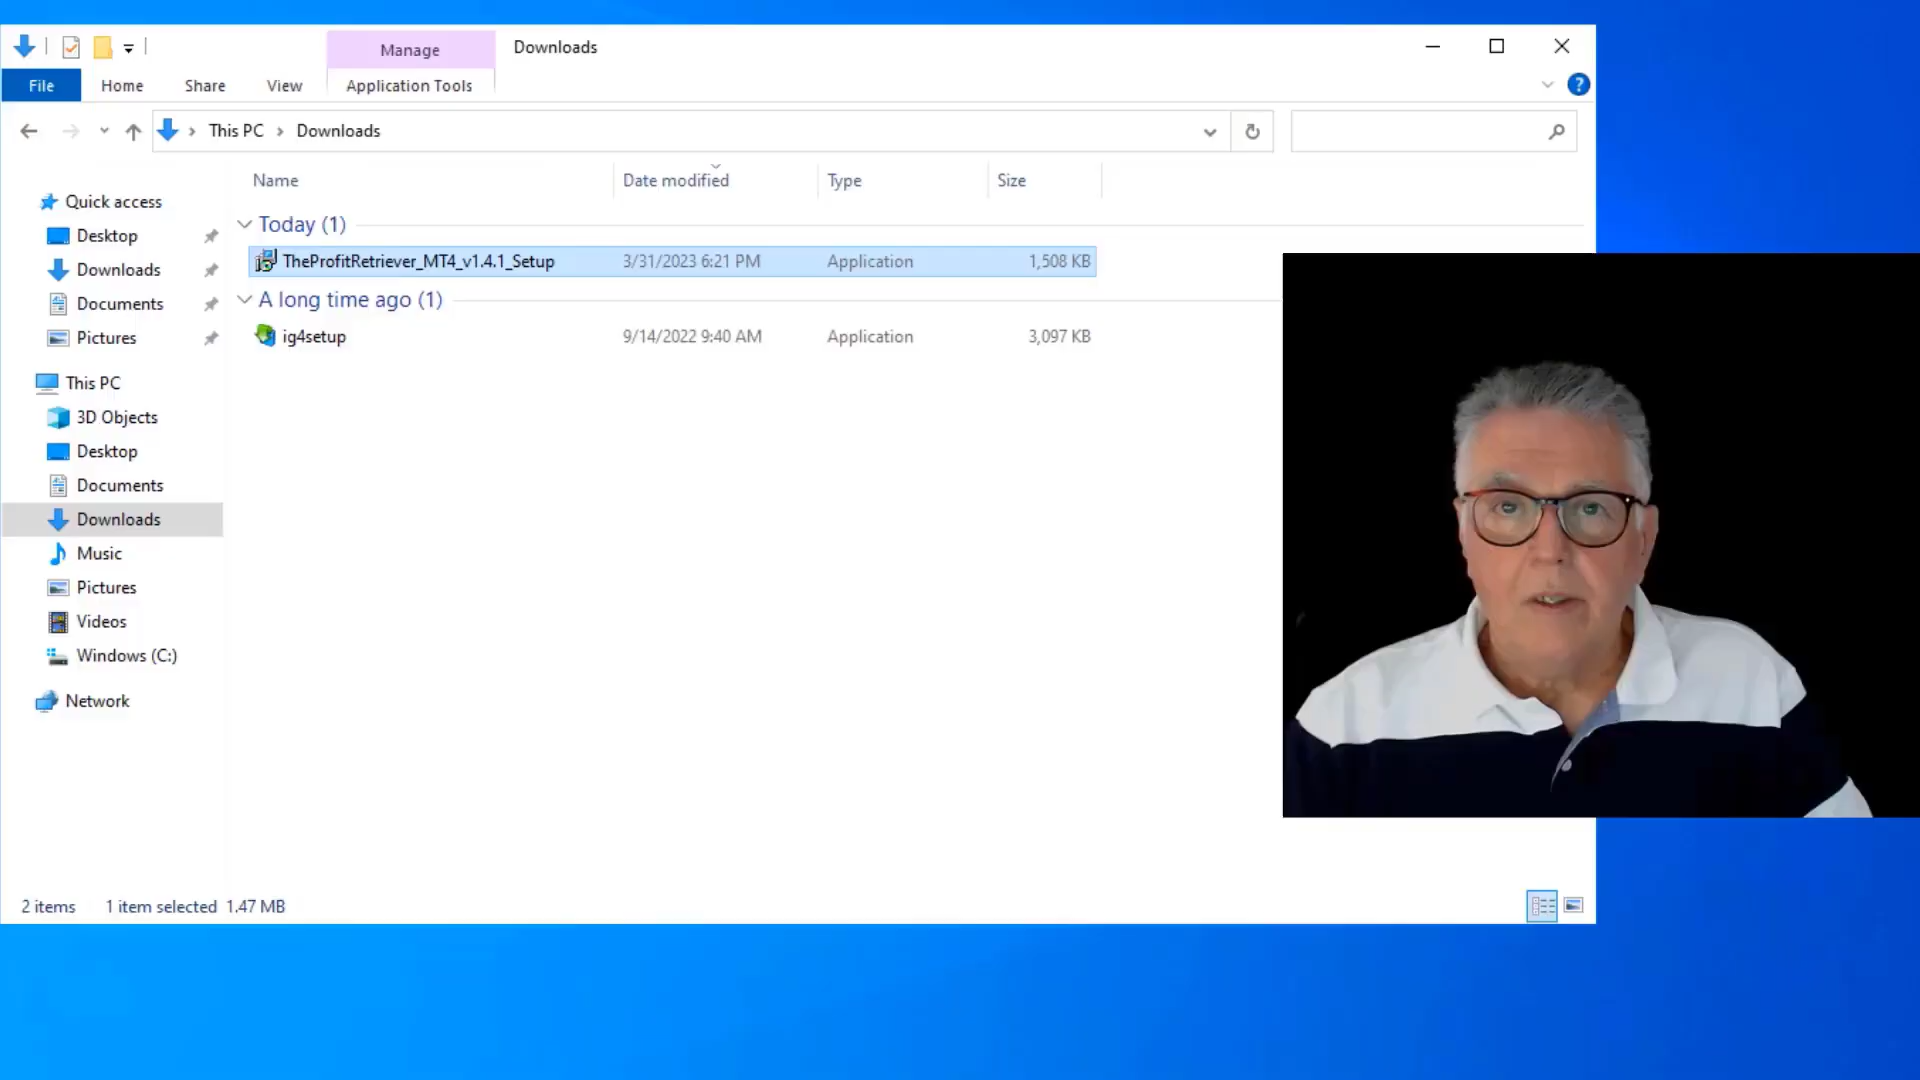 Manage
Downloads
File
Home
Share
View
Application Tools
?
This PC
Downloads
Name
Date modified
Type
Size
Quick access
Desktop
Downloads
Documents
Pictures
This PC
3D Objects
Desktop
Documents
Downloads
Music
Pictures
Videos
Windows (C:)
Network
Today (1)
TheProfitRetriever_MT4_v1.4.1_Setup 3/31/2023 6:21 PM Application 1,508 KB
A long time ago (1)
ig4setup 9/14/2022 9:40 AM Application 3,097 KB
2 items 1 item selected 1.47 MB